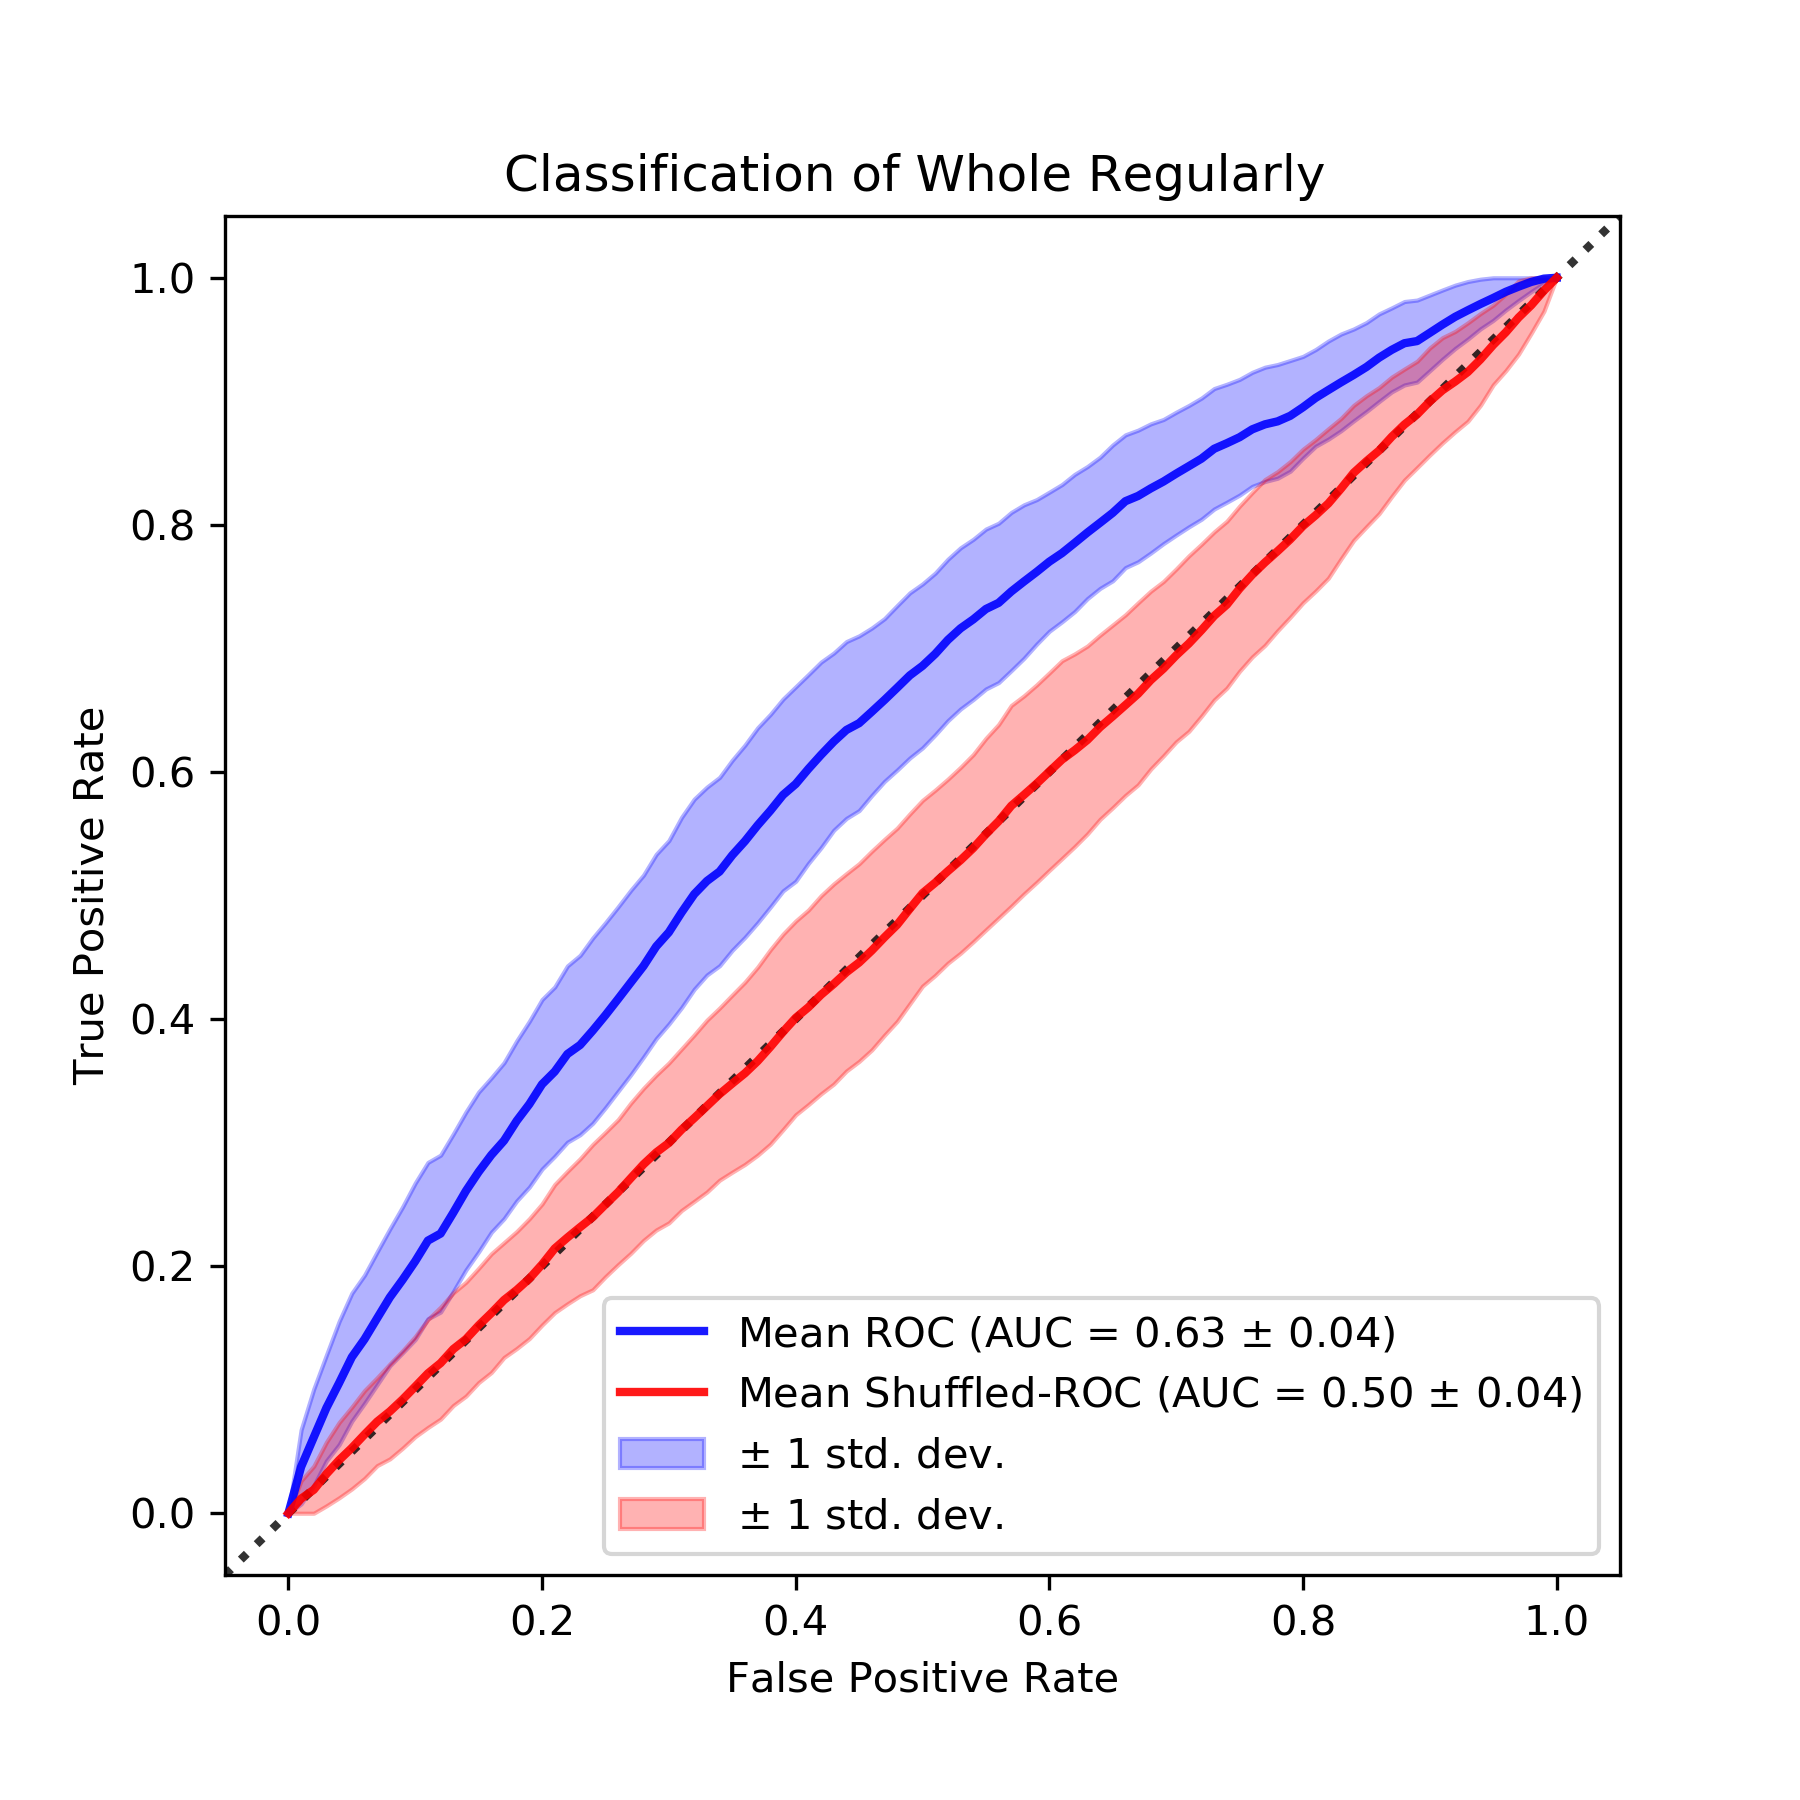 Classification of Whole Regularly
1.0
0.8
0.6
0.4
0.2
0.0
True Positive Rate
Mean ROC (AUC = 0.63 ± 0.04)
Mean Shuffled-ROC (AUC = 0.50 ± 0.04)
± 1 std. dev.
± 1 std. dev.
0.0 0.2 0.4 0.6 0.8 1.0
False Positive Rate